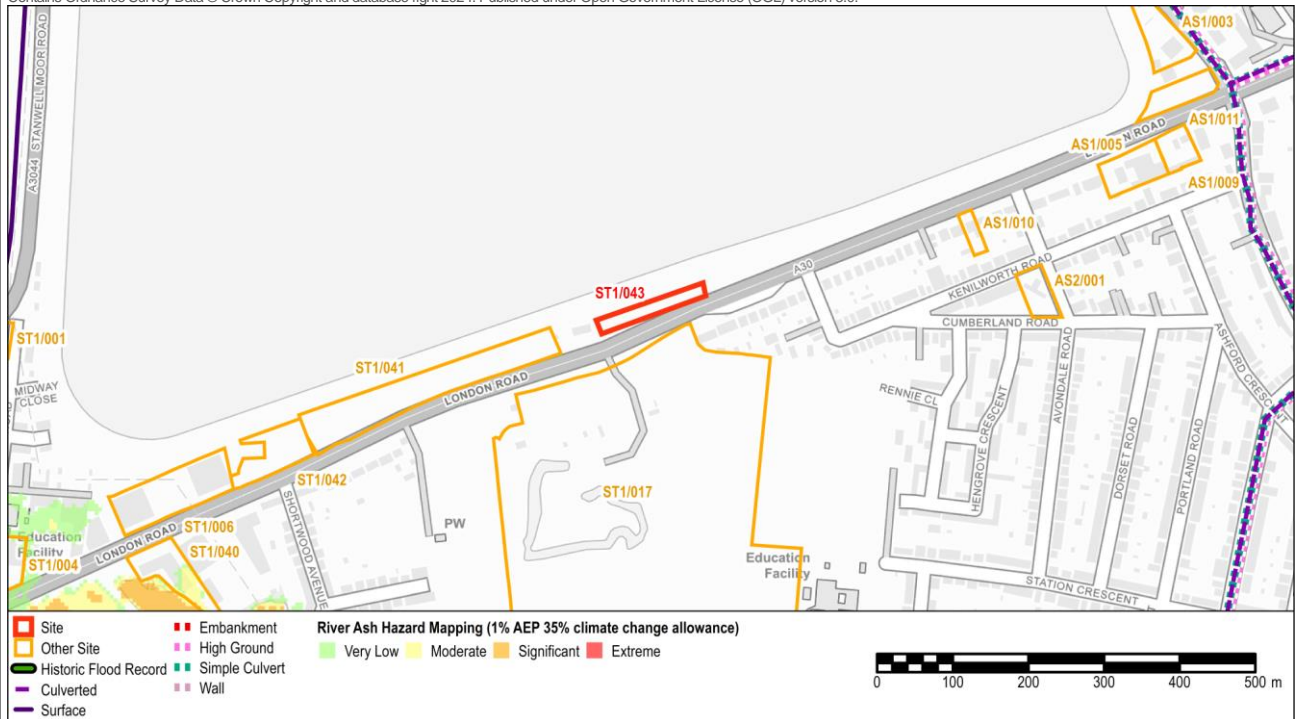 Contains Ordnance Survey Data © Crown Copyright and database right 2024. Published under Open Government License (OGL) version 3.0.
A3044 STANWELL MOOR ROAD
AS1/003
AS1/011
LONDON ROAD
AS1/005
AS1/009
AS1/010
A30
KENILWORTH ROAD
AS2/001
ST1/043
CUMBERLAND ROAD
ST1/001
ST1/041
MIDWAY
CLOSE
LONDON ROAD
RENNIE CL
HENGROVE CRESCENT
AVONDALE ROAD
DORSET ROAD
PORTLAND ROAD
ASHFORD CRESCENT
ST1/042
ST1/017
SHORTWOOD AVENUE
PW
ST1/006
LONDON ROAD
Education
Facility
ST1/040
ST1/004
Education
Facility
STATION CRESCENT
Site
Other Site
Historic Flood Record
Culverted
Surface
Embankment
High Ground
Simple Culvert
Wall
River Ash Hazard Mapping (1% AEP 35% climate change allowance)
Very Low Moderate Significant Extreme
0 100 200 300 400 500 m